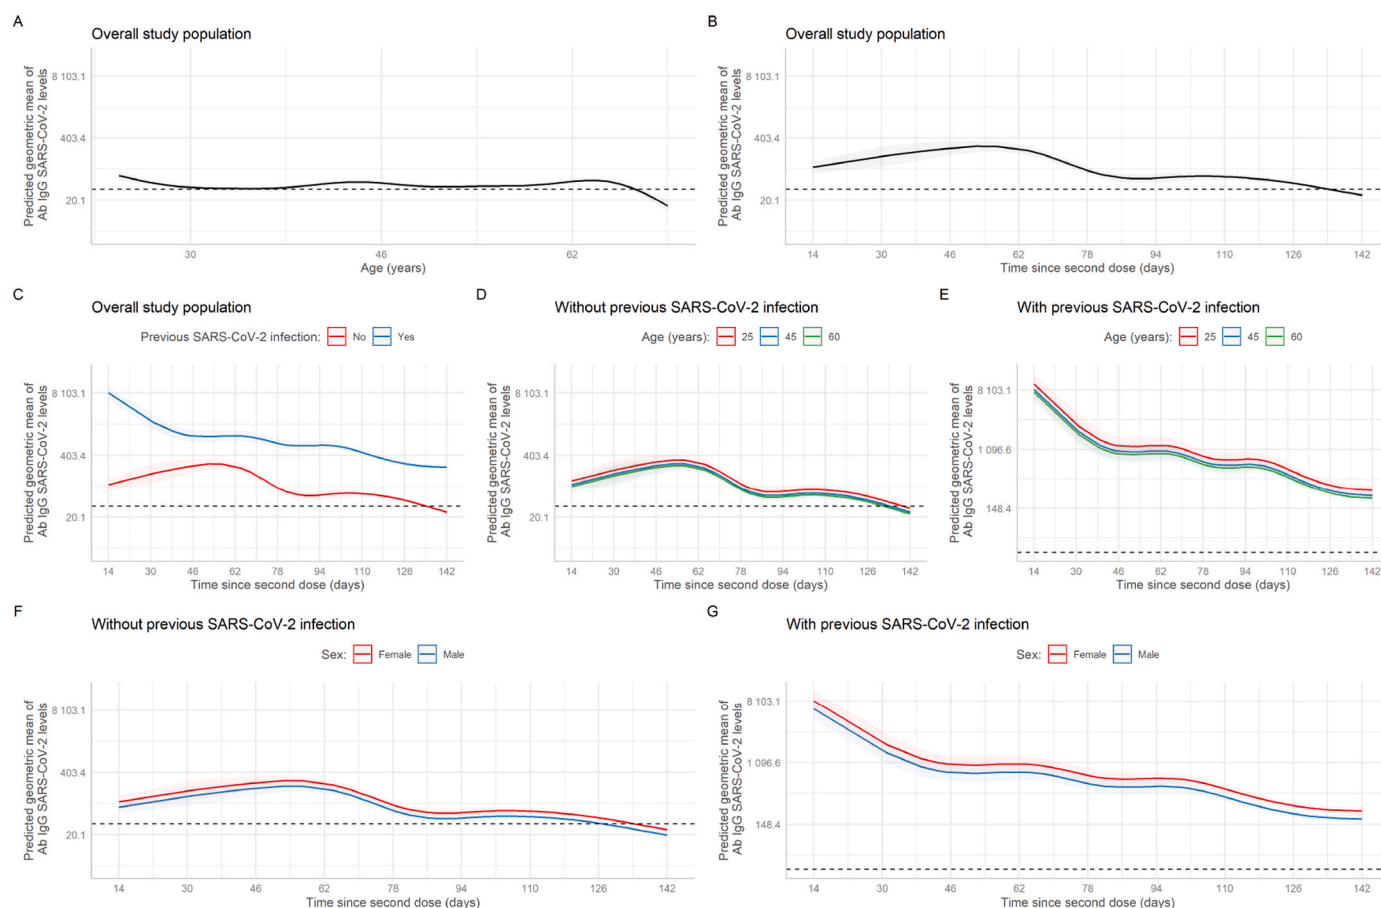 A
Overall study population
Predicted geometric mean of
Ab IgG SARS-CoV-2 levels
8 103.1
403.4
20.1
30 46 62
Age (years)
B
Overall study population
Predicted geometric mean of
Ab IgG SARS-CoV-2 levels
8 103.1
403.4
20.1
14 30 46 62 78 94 110 126 142
Time since second dose (days)
C
Overall study population
Previous SARS-CoV-2 infection: No Yes
Predicted geometric mean of
Ab IgG SARS-CoV-2 levels
8 103.1
403.4
20.1
14 30 46 62 78 94 110 126 142
Time since second dose (days)
D
Without previous SARS-CoV-2 infection
Age (years): 25 45 60
Predicted geometric mean of
Ab IgG SARS-CoV-2 levels
8 103.1
403.4
20.1
14 30 46 62 78 94 110 126 142
Time since second dose (days)
E
With previous SARS-CoV-2 infection
Age (years): 25 45 60
Predicted geometric mean of
Ab IgG SARS-CoV-2 levels
8 103.1
1 096.6
148.4
14 30 46 62 78 94 110 126 142
Time since second dose (days)
F
Without previous SARS-CoV-2 infection
Sex: Female Male
Predicted geometric mean of
Ab IgG SARS-CoV-2 levels
8 103.1
403.4
20.1
14 30 46 62 78 94 110 126 142
Time since second dose (days)
G
With previous SARS-CoV-2 infection
Sex: Female Male
Predicted geometric mean of
Ab IgG SARS-CoV-2 levels
8 103.1
1 096.6
148.4
14 30 46 62 78 94 110 126 142
Time since second dose (days)